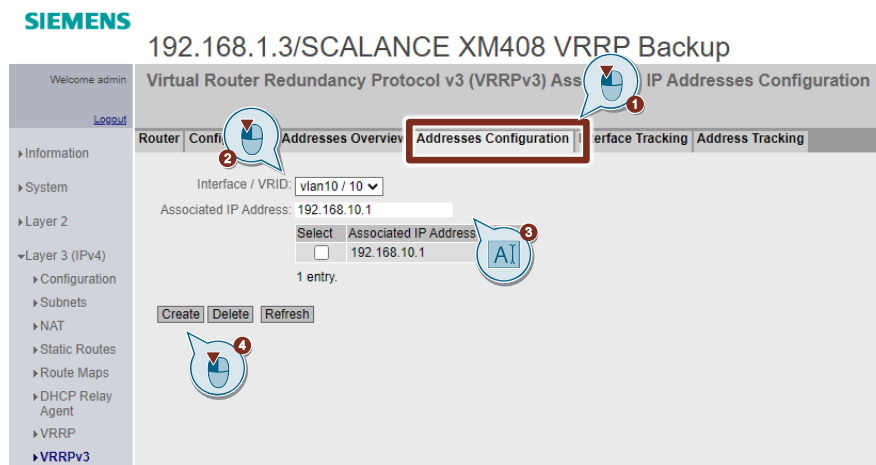 SIEMENS
192.168.1.3/SCALANCE XM408 VRRP Backup
Welcome admin
Logout
Virtual Router Redundancy Protocol v3 (VRRPv3) Ass IP Addresses Configuration
1
Router Confi Addresses Overview Addresses Configuration erface Tracking Address Tracking
2
Information
System
Layer 2
Layer 3 (IPv4)
Configuration
Subnets
NAT
Static Routes
Route Maps
DHCP Relay
Agent
VRRP
VRRPv3
Interface / VRID: vlan10 / 10
Associated IP Address: 192.168.10.1
Select Associated IP Address
3
192.168.10.1
AI
1 entry.
Create Delete Refresh
4